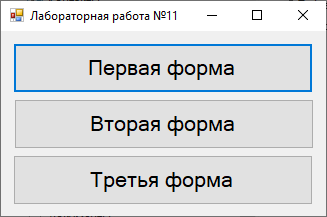 Лабораторная работа №11
Первая форма
Вторая форма
Третья форма